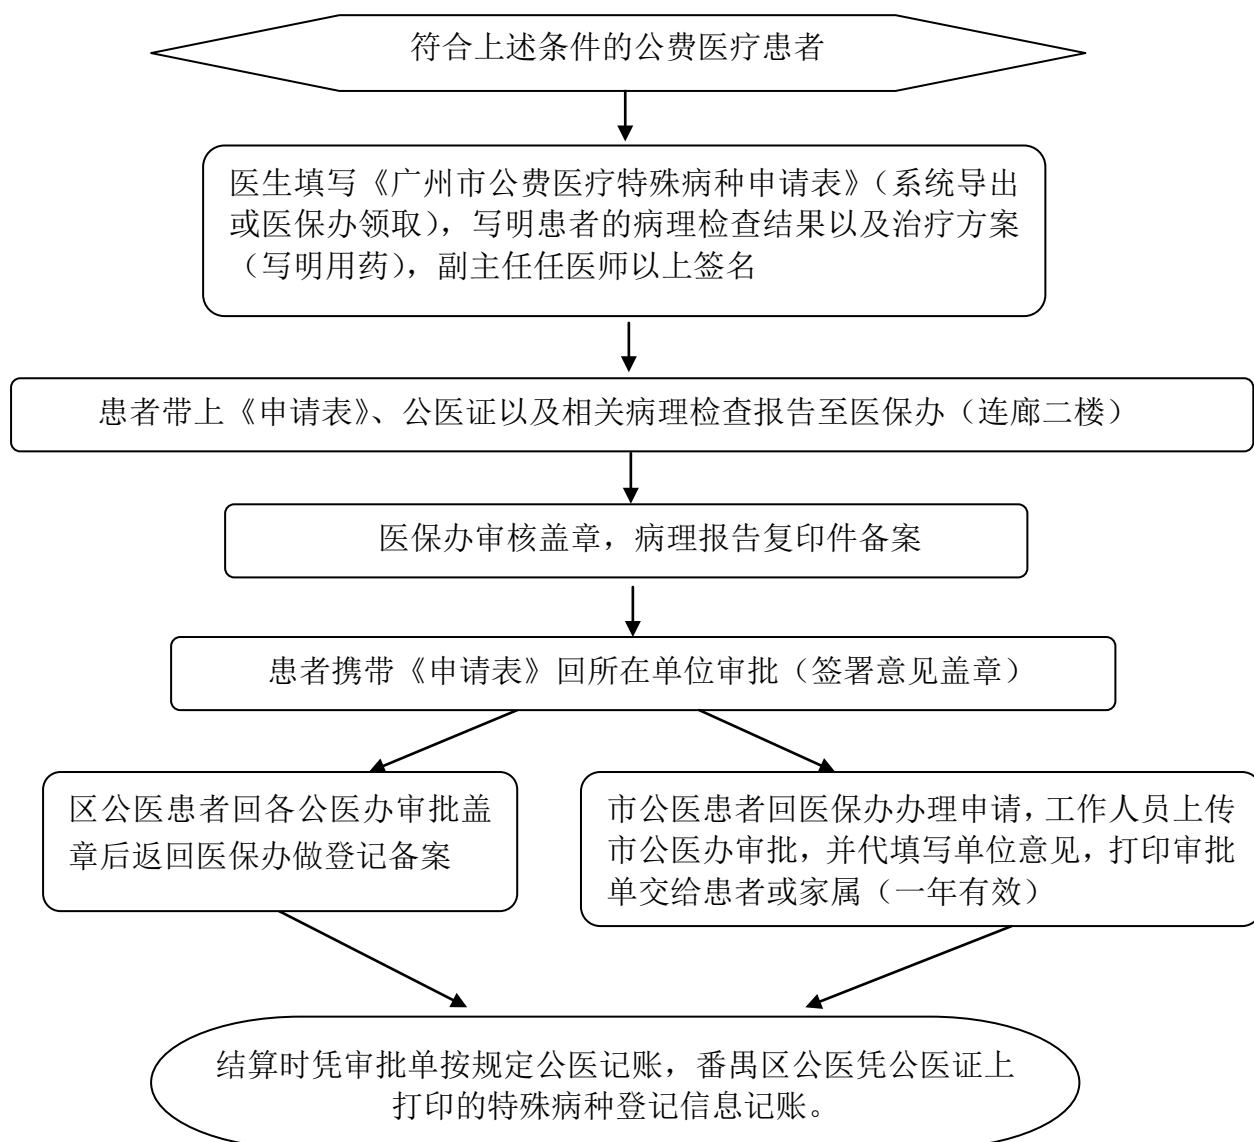 符合上述条件的公费医疗患者
医生填写《广州市公费医疗特殊病种申请表》（系统导出
或医保办领取），写明患者的病理检查结果以及治疗方案
（写明用药），副主任任医师以上签名
患者带上《申请表》、公医证以及相关病理检查报告至医保办（连廊二楼）
医保办审核盖章，病理报告复印件备案
患者携带《申请表》回所在单位审批（签署意见盖章）
区公医患者回各公医办审批盖
章后返回医保办做登记备案
市公医患者回医保办办理申请，工作人员上传
市公医办审批，并代填写单位意见，打印审批
单交给患者或家属（一年有效）
结算时凭审批单按规定公医记账，番禺区公医凭公医证上
打印的特殊病种登记信息记账。